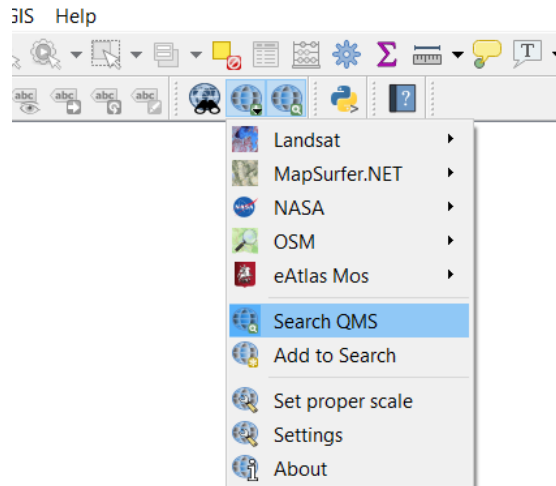 GIS Help
Σ
T
abc abc abc abc
?
Landsat
MapSurfer.NET
NASA
OSM
eAtlas Mos
Search QMS
Add to Search
Set proper scale
Settings
About